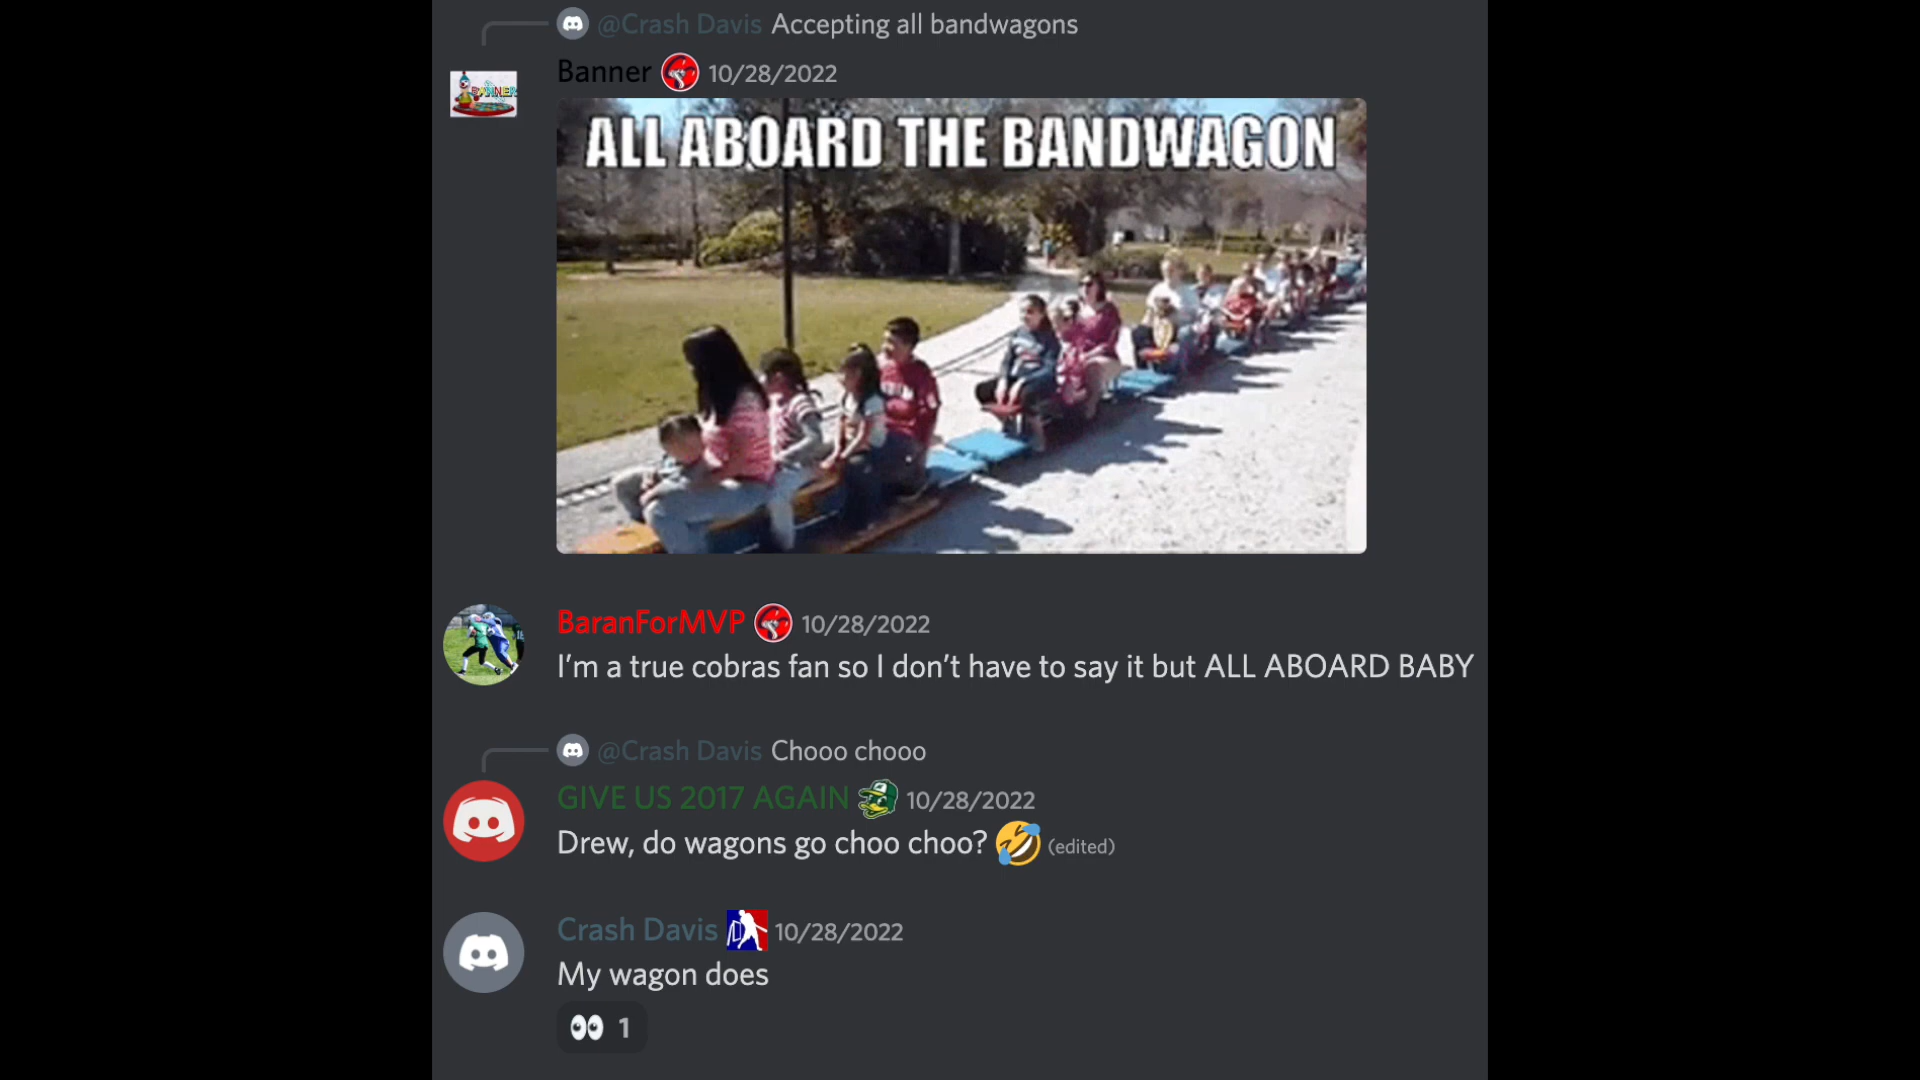 @Crash Davis Accepting all bandwagons
BANNER
Banner 10/28/2022
ALL ABOARD THE BANDWAGON
BaranForMVP 10/28/2022
I'm a true cobras fan so I don't have to say it but ALL ABOARD BABY
@Crash Davis Chooo chooo
GIVE US 2017 AGAIN 10/28/2022
Drew, do wagons go choo choo? 🤣 (edited)
Crash Davis 10/28/2022
My wagon does
👀 1